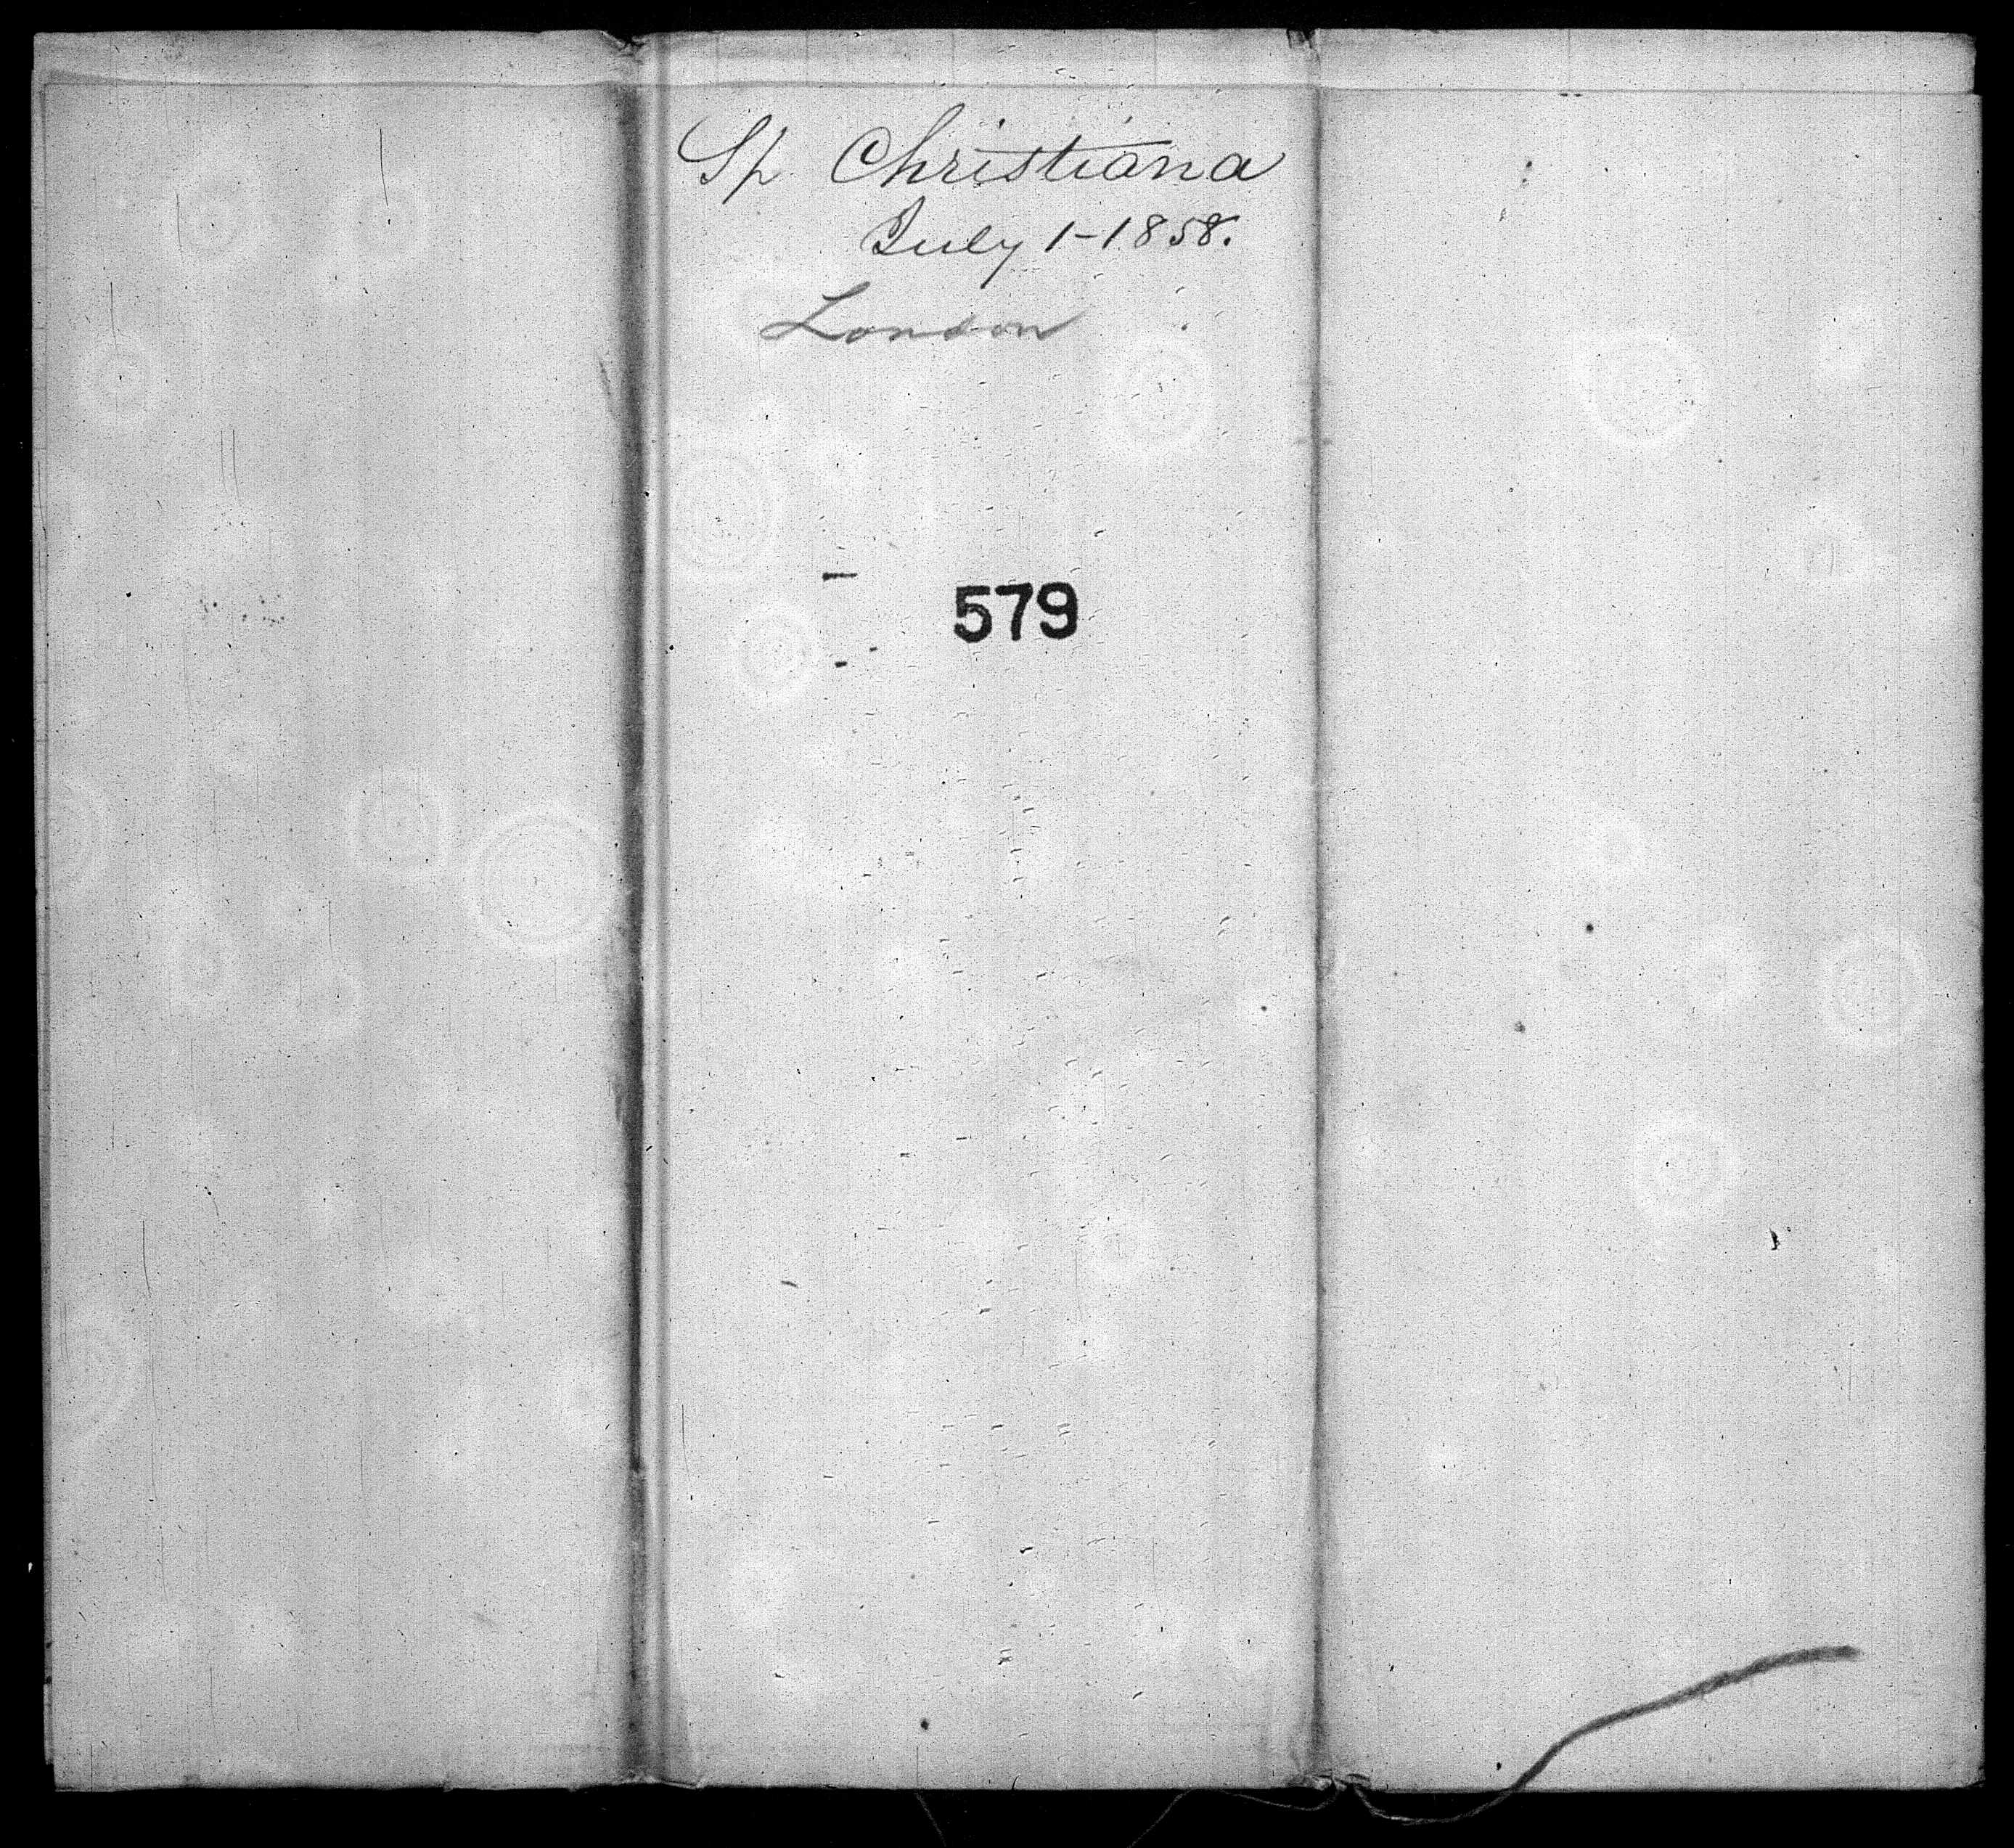 Sp Christiana
July 1-1858.
London
579